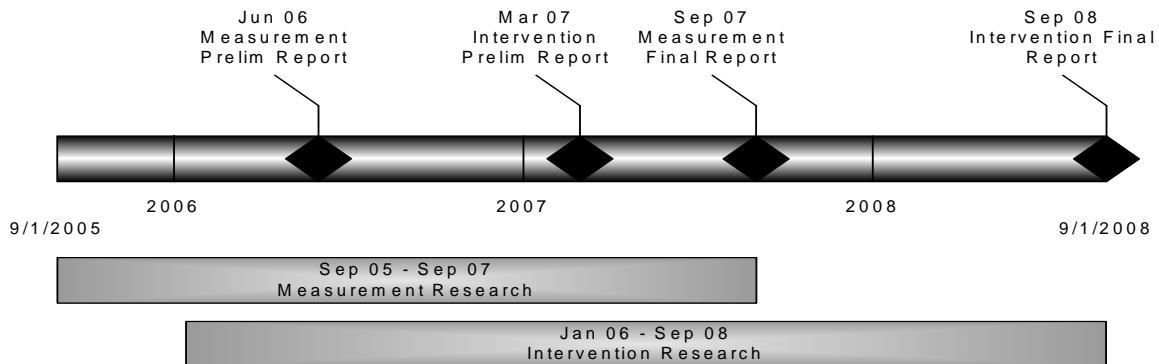 Jun 06
Measurement
Prelim Report
Mar 07
Intervention
Prelim Report
Sep 07
Measurement
Final Report
Sep 08
Intervention Final
Report
2006
2007
2008
9/1/2005
9/1/2008
Sep 05 - Sep 07
Measurement Research
Jan 06 - Sep 08
Intervention Research